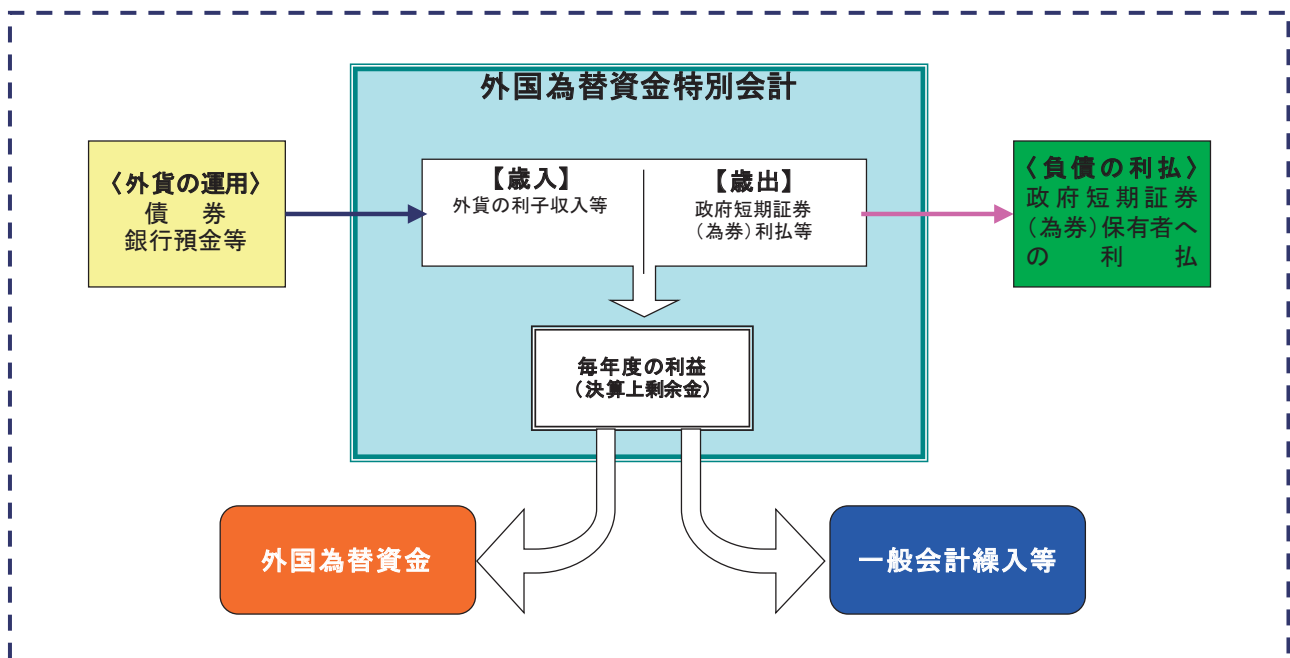 外国為替資金特別会計
〈外貨の運用〉
債　券
銀行預金等
【歳入】
外貨の利子収入等
【歳出】
政府短期証券
（為券）利払等
〈負債の利払〉
政府短期証券
（為券）保有者へ
の利払
毎年度の利益
（決算上剰余金）
外国為替資金
一般会計繰入等